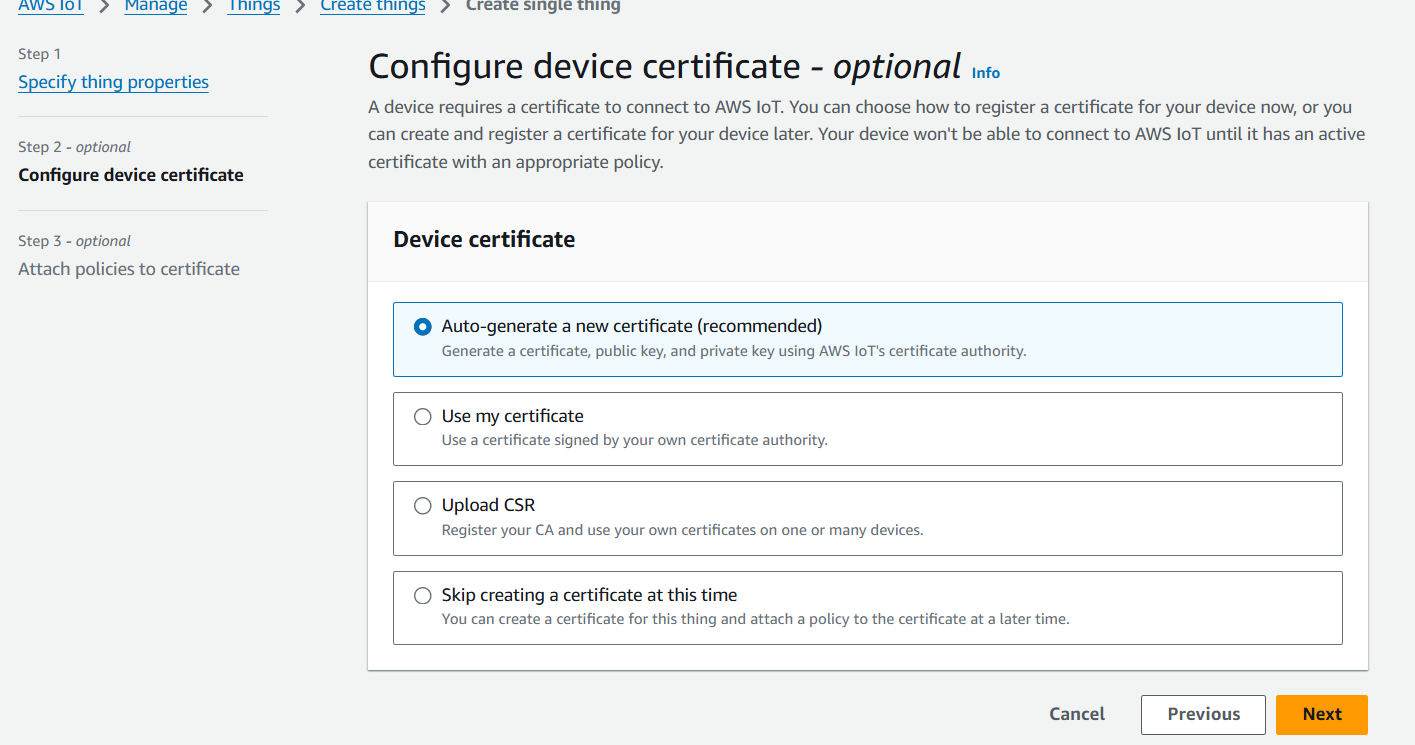 AWS IoT > Manage > Things > Create things > Create single thing
Step 1
Specify thing properties
Step 2 - optional
Configure device certificate
Step 3 - optional
Attach policies to certificate
Configure device certificate - optional Info
A device requires a certificate to connect to AWS IoT. You can choose how to register a certificate for your device now, or you
can create and register a certificate for your device later. Your device won't be able to connect to AWS IoT until it has an active
certificate with an appropriate policy.
Device certificate
Auto-generate a new certificate (recommended)
Generate a certificate, public key, and private key using AWS IoT's certificate authority.
Use my certificate
Use a certificate signed by your own certificate authority.
Upload CSR
Register your CA and use your own certificates on one or many devices.
Skip creating a certificate at this time
You can create a certificate for this thing and attach a policy to the certificate at a later time.
Cancel Previous Next